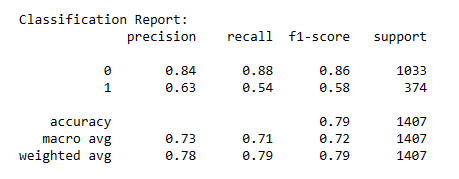 Classification Report:
precision recall f1-score support
0 0.84 0.88 0.86 1033
1 0.63 0.54 0.58 374
accuracy 0.79 1407
macro avg 0.73 0.71 0.72 1407
weighted avg 0.78 0.79 0.79 1407